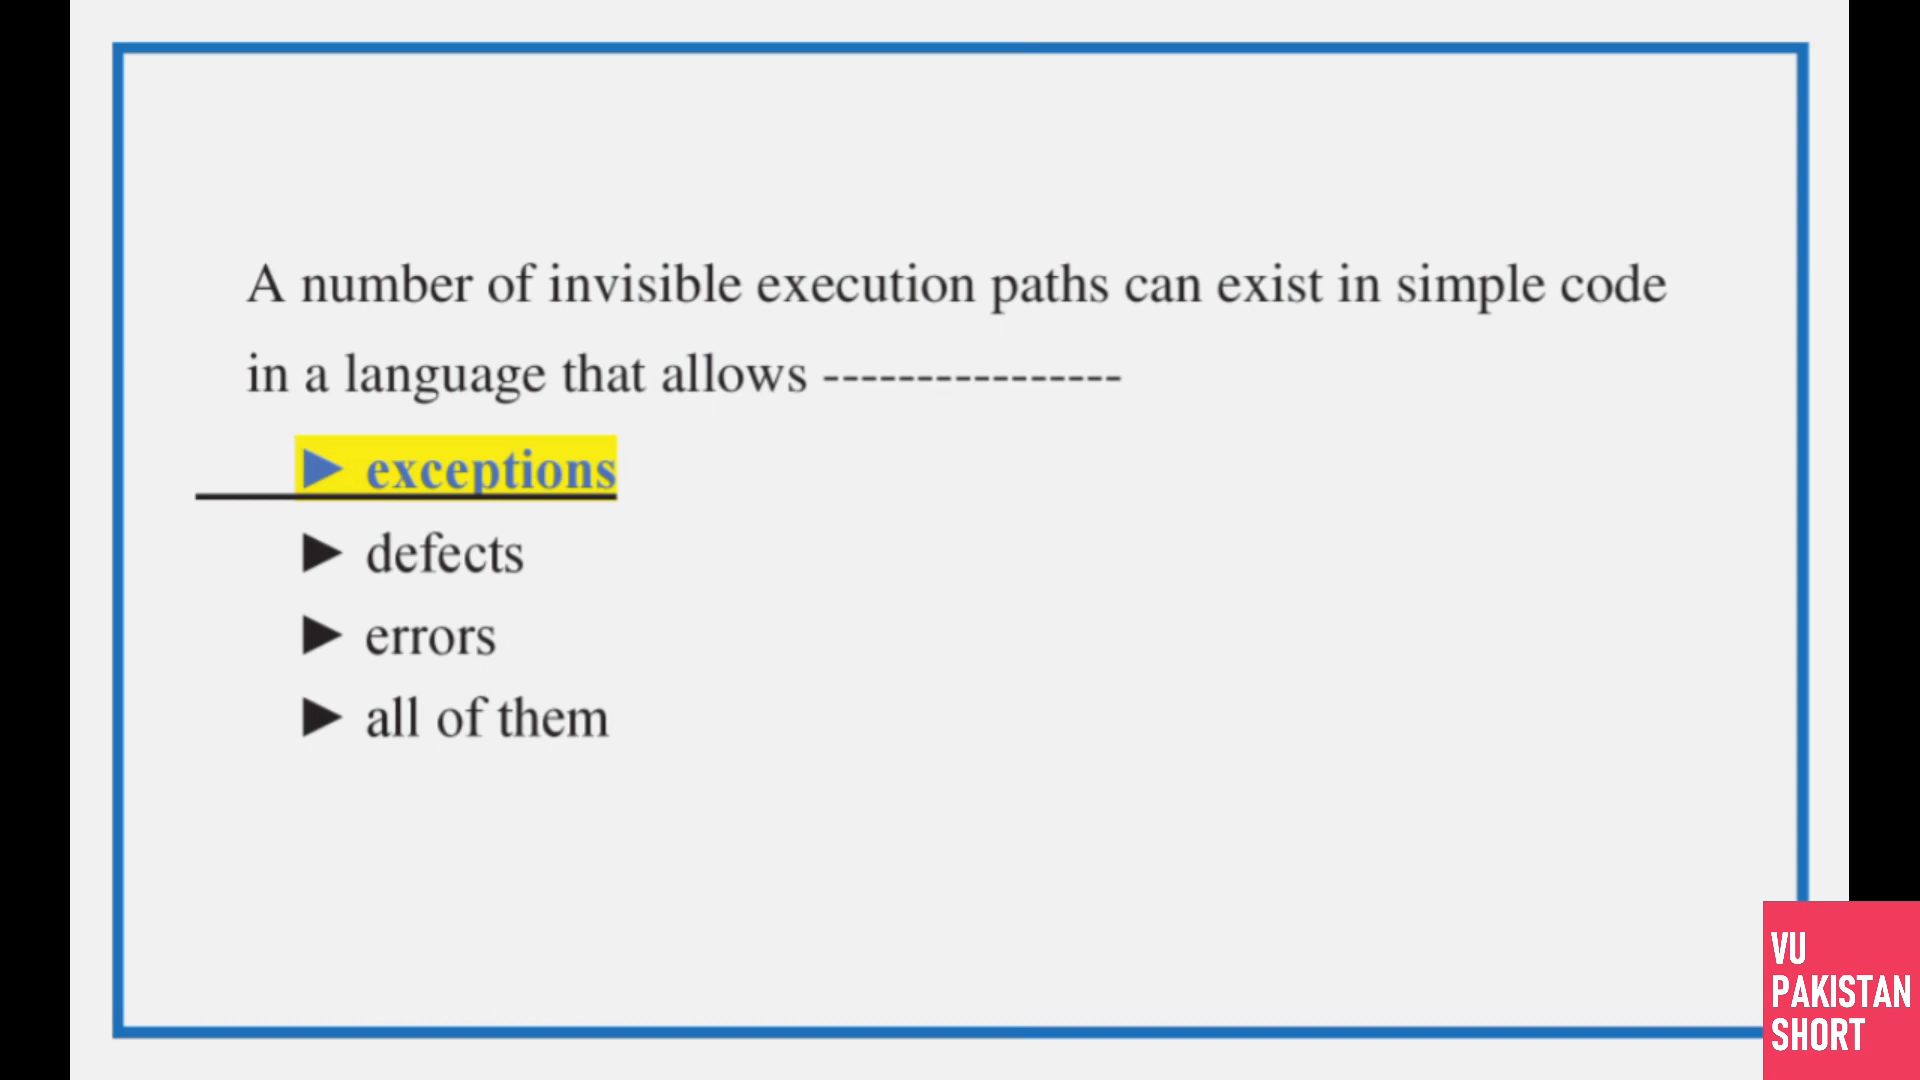 A number of invisible execution paths can exist in simple code
in a language that allows ----------------
► exceptions
► defects
► errors
► all of them
VU
PAKISTAN
SHORT